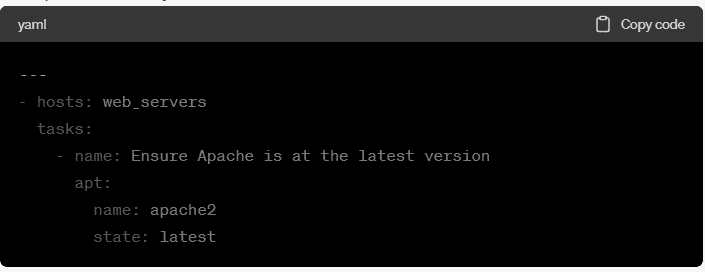 yaml
Copy code
---
- hosts: web_servers
tasks:
- name: Ensure Apache is at the latest version
apt:
name: apache2
state: latest